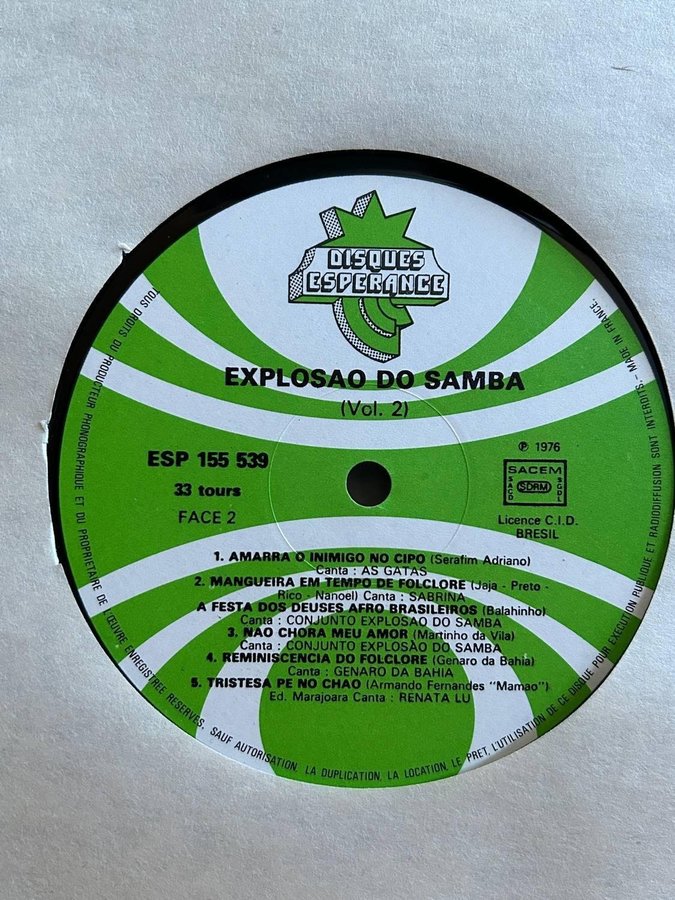 DISQUES
ESPERANCE
EXPLOSAO DO SAMBA
(Vol. 2)
ESP 155 539
33 tours
FACE 2
℗ 1976
SACEM
SACD
SDRM
SGDL
Licence C.I.D.
BRESIL
1. AMARRA O INIMIGO NO CIPO (Serafim Adriano)
Canta : AS GATAS
2. MANGUEIRA EM TEMPO DE FOLCLORE (Jaja - Preto -
Rico - Nanoel) Canta : SABRINA
A FESTA DOS DEUSES AFRO BRASILEIROS (Balahinho)
Canta : CONJUNTO EXPLOSAO DO SAMBA
3. NAO CHORA MEU AMOR (Martinho da Vila)
Canta : CONJUNTO EXPLOSÃO DO SAMBA
4. REMINISCENCIA DO FOLCLORE (Genaro da Bahia)
Canta : GENARO DA BAHIA
5. TRISTESA PE NO CHAO (Armando Fernandes "Mamao")
Ed. Marajoara Canta : RENATA LU
TOUS DROITS DU PRODUCTEUR PHONOGRAPHIQUE ET DU PROPRIETAIRE DE L'ŒUVRE ENREGISTREE RESERVES. SAUF AUTORISATION, LA DUPLICATION, LA LOCATION, LE PRET, L'UTILISATION DE CE DISQUE POUR EXECUTION PUBLIQUE ET RADIODIFFUSION SONT INTERDITS. - MADE IN FRANCE.